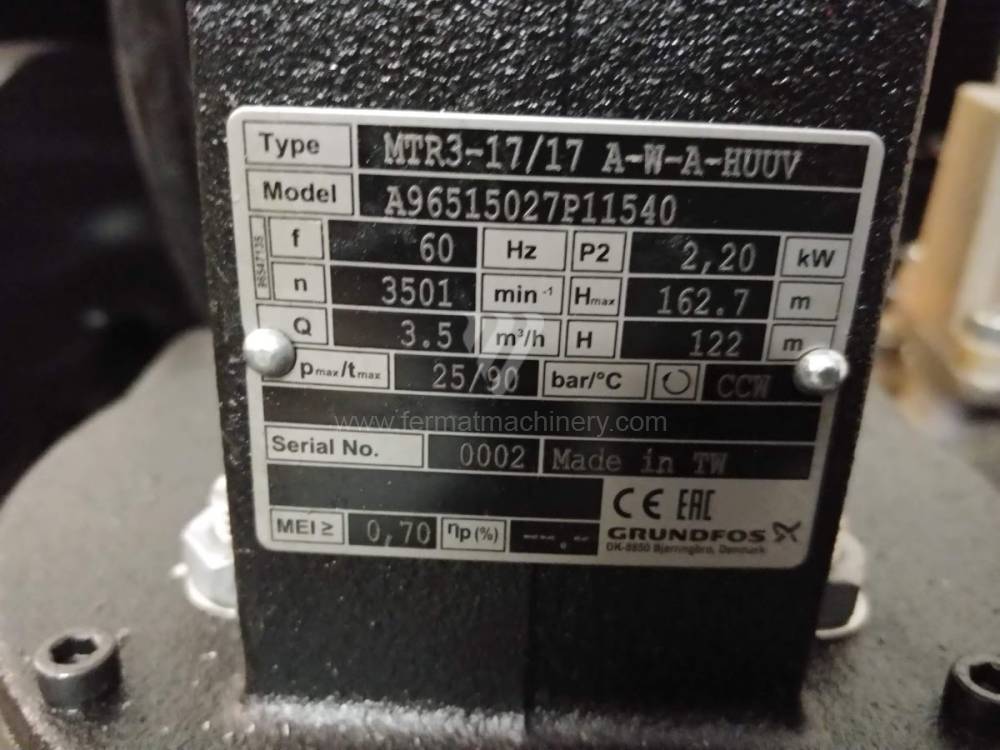 Type MTR3-17/17 A-W-A-HUUV
Model A96515027P11540
96547135
f 60 Hz P2 2,20 kW
n 3501 min-1 Hmax 162.7 m
Q 3.5 m³/h H 122 m
pmax/tmax 25/90 bar/°C CCW
www.fermatmachinery.com
Serial No. 0002 Made in TW
CE EAC
MEI ≥ 0,70 ηp(%) --.-
GRUNDFOS
DK-8850 Bjerringbro, Denmark